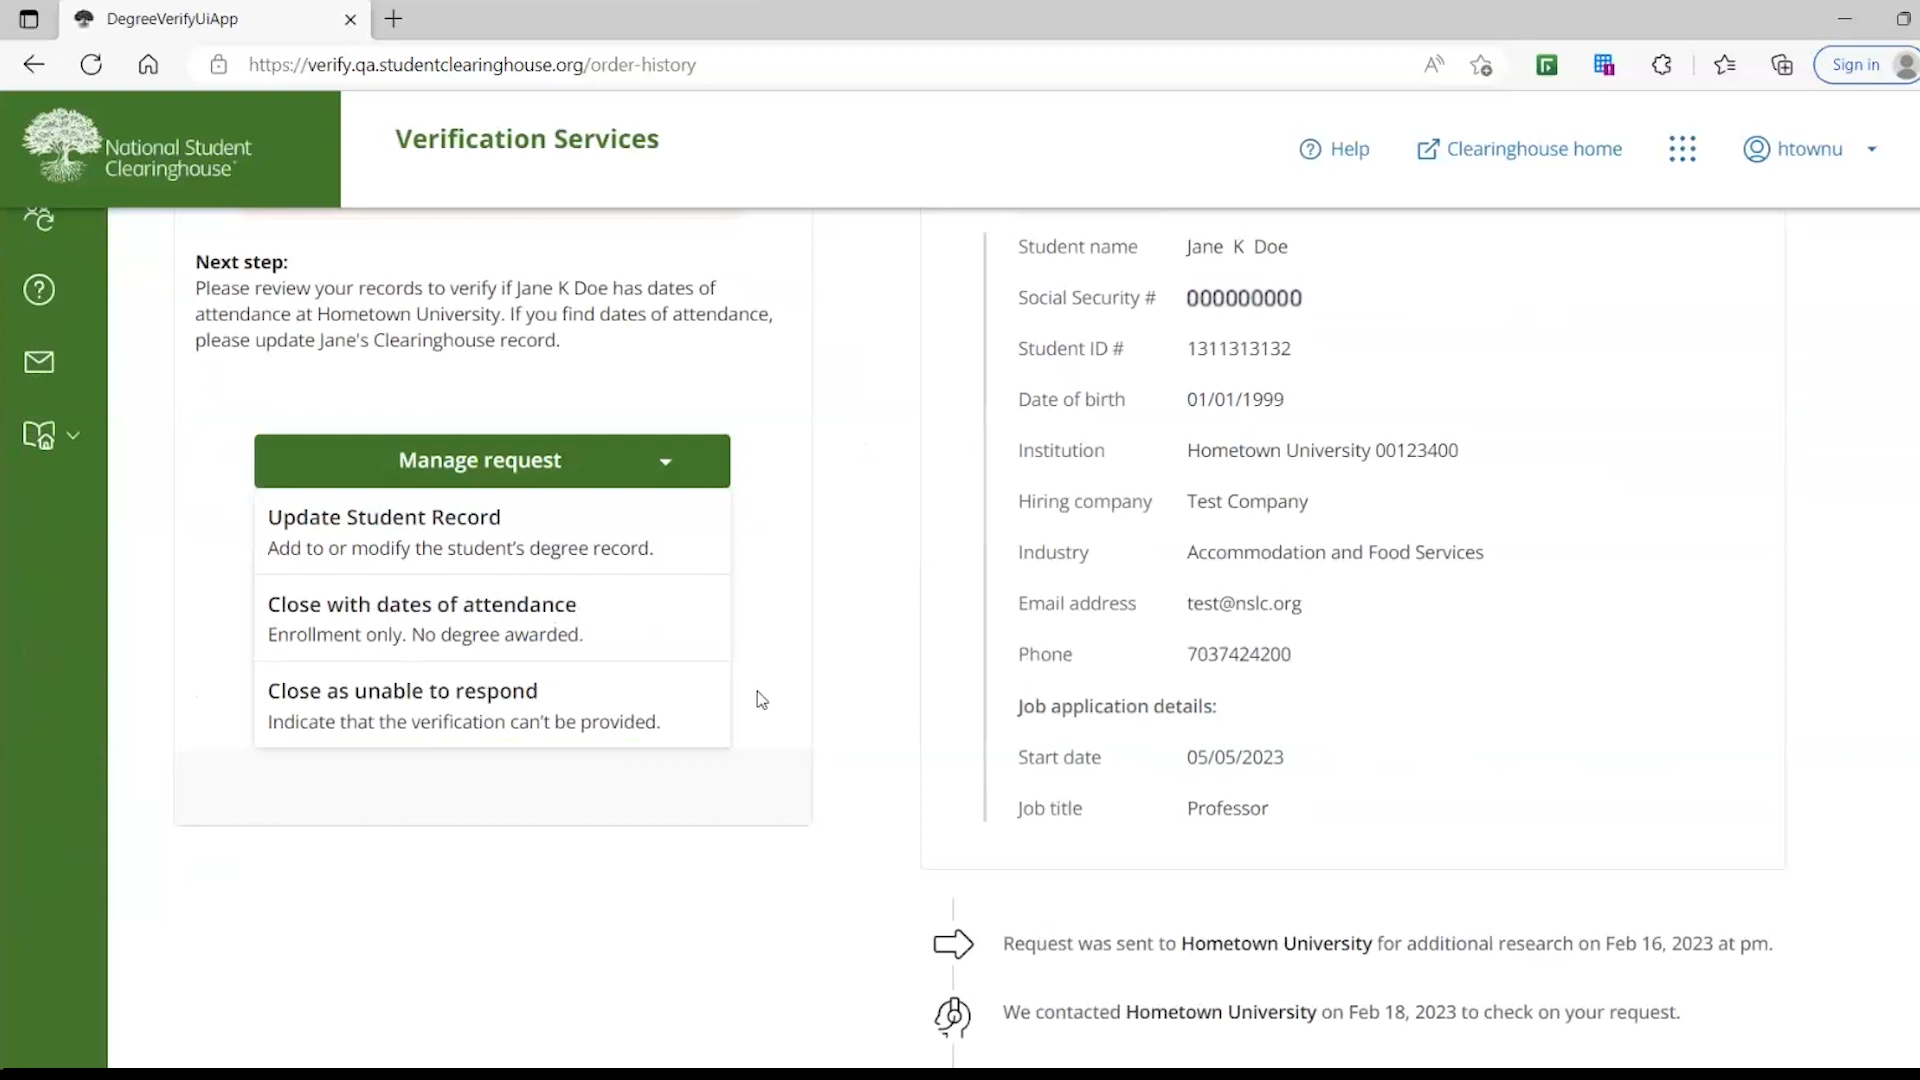 DegreeVerifyUiApp
https://verify.qa.studentclearinghouse.org/order-history
Sign in
National Student
Clearinghouse
Verification Services
Help
Clearinghouse home
htownu
Next step:
Please review your records to verify if Jane K Doe has dates of
attendance at Hometown University. If you find dates of attendance,
please update Jane's Clearinghouse record.
Manage request
Update Student Record
Add to or modify the student's degree record.
Close with dates of attendance
Enrollment only. No degree awarded.
Close as unable to respond
Indicate that the verification can't be provided.
Student name Jane K Doe
Social Security # 000000000
Student ID # 1311313132
Date of birth 01/01/1999
Institution Hometown University 00123400
Hiring company Test Company
Industry Accommodation and Food Services
Email address test@nslc.org
Phone 7037424200
Job application details:
Start date 05/05/2023
Job title Professor
Request was sent to Hometown University for additional research on Feb 16, 2023 at pm.
We contacted Hometown University on Feb 18, 2023 to check on your request.